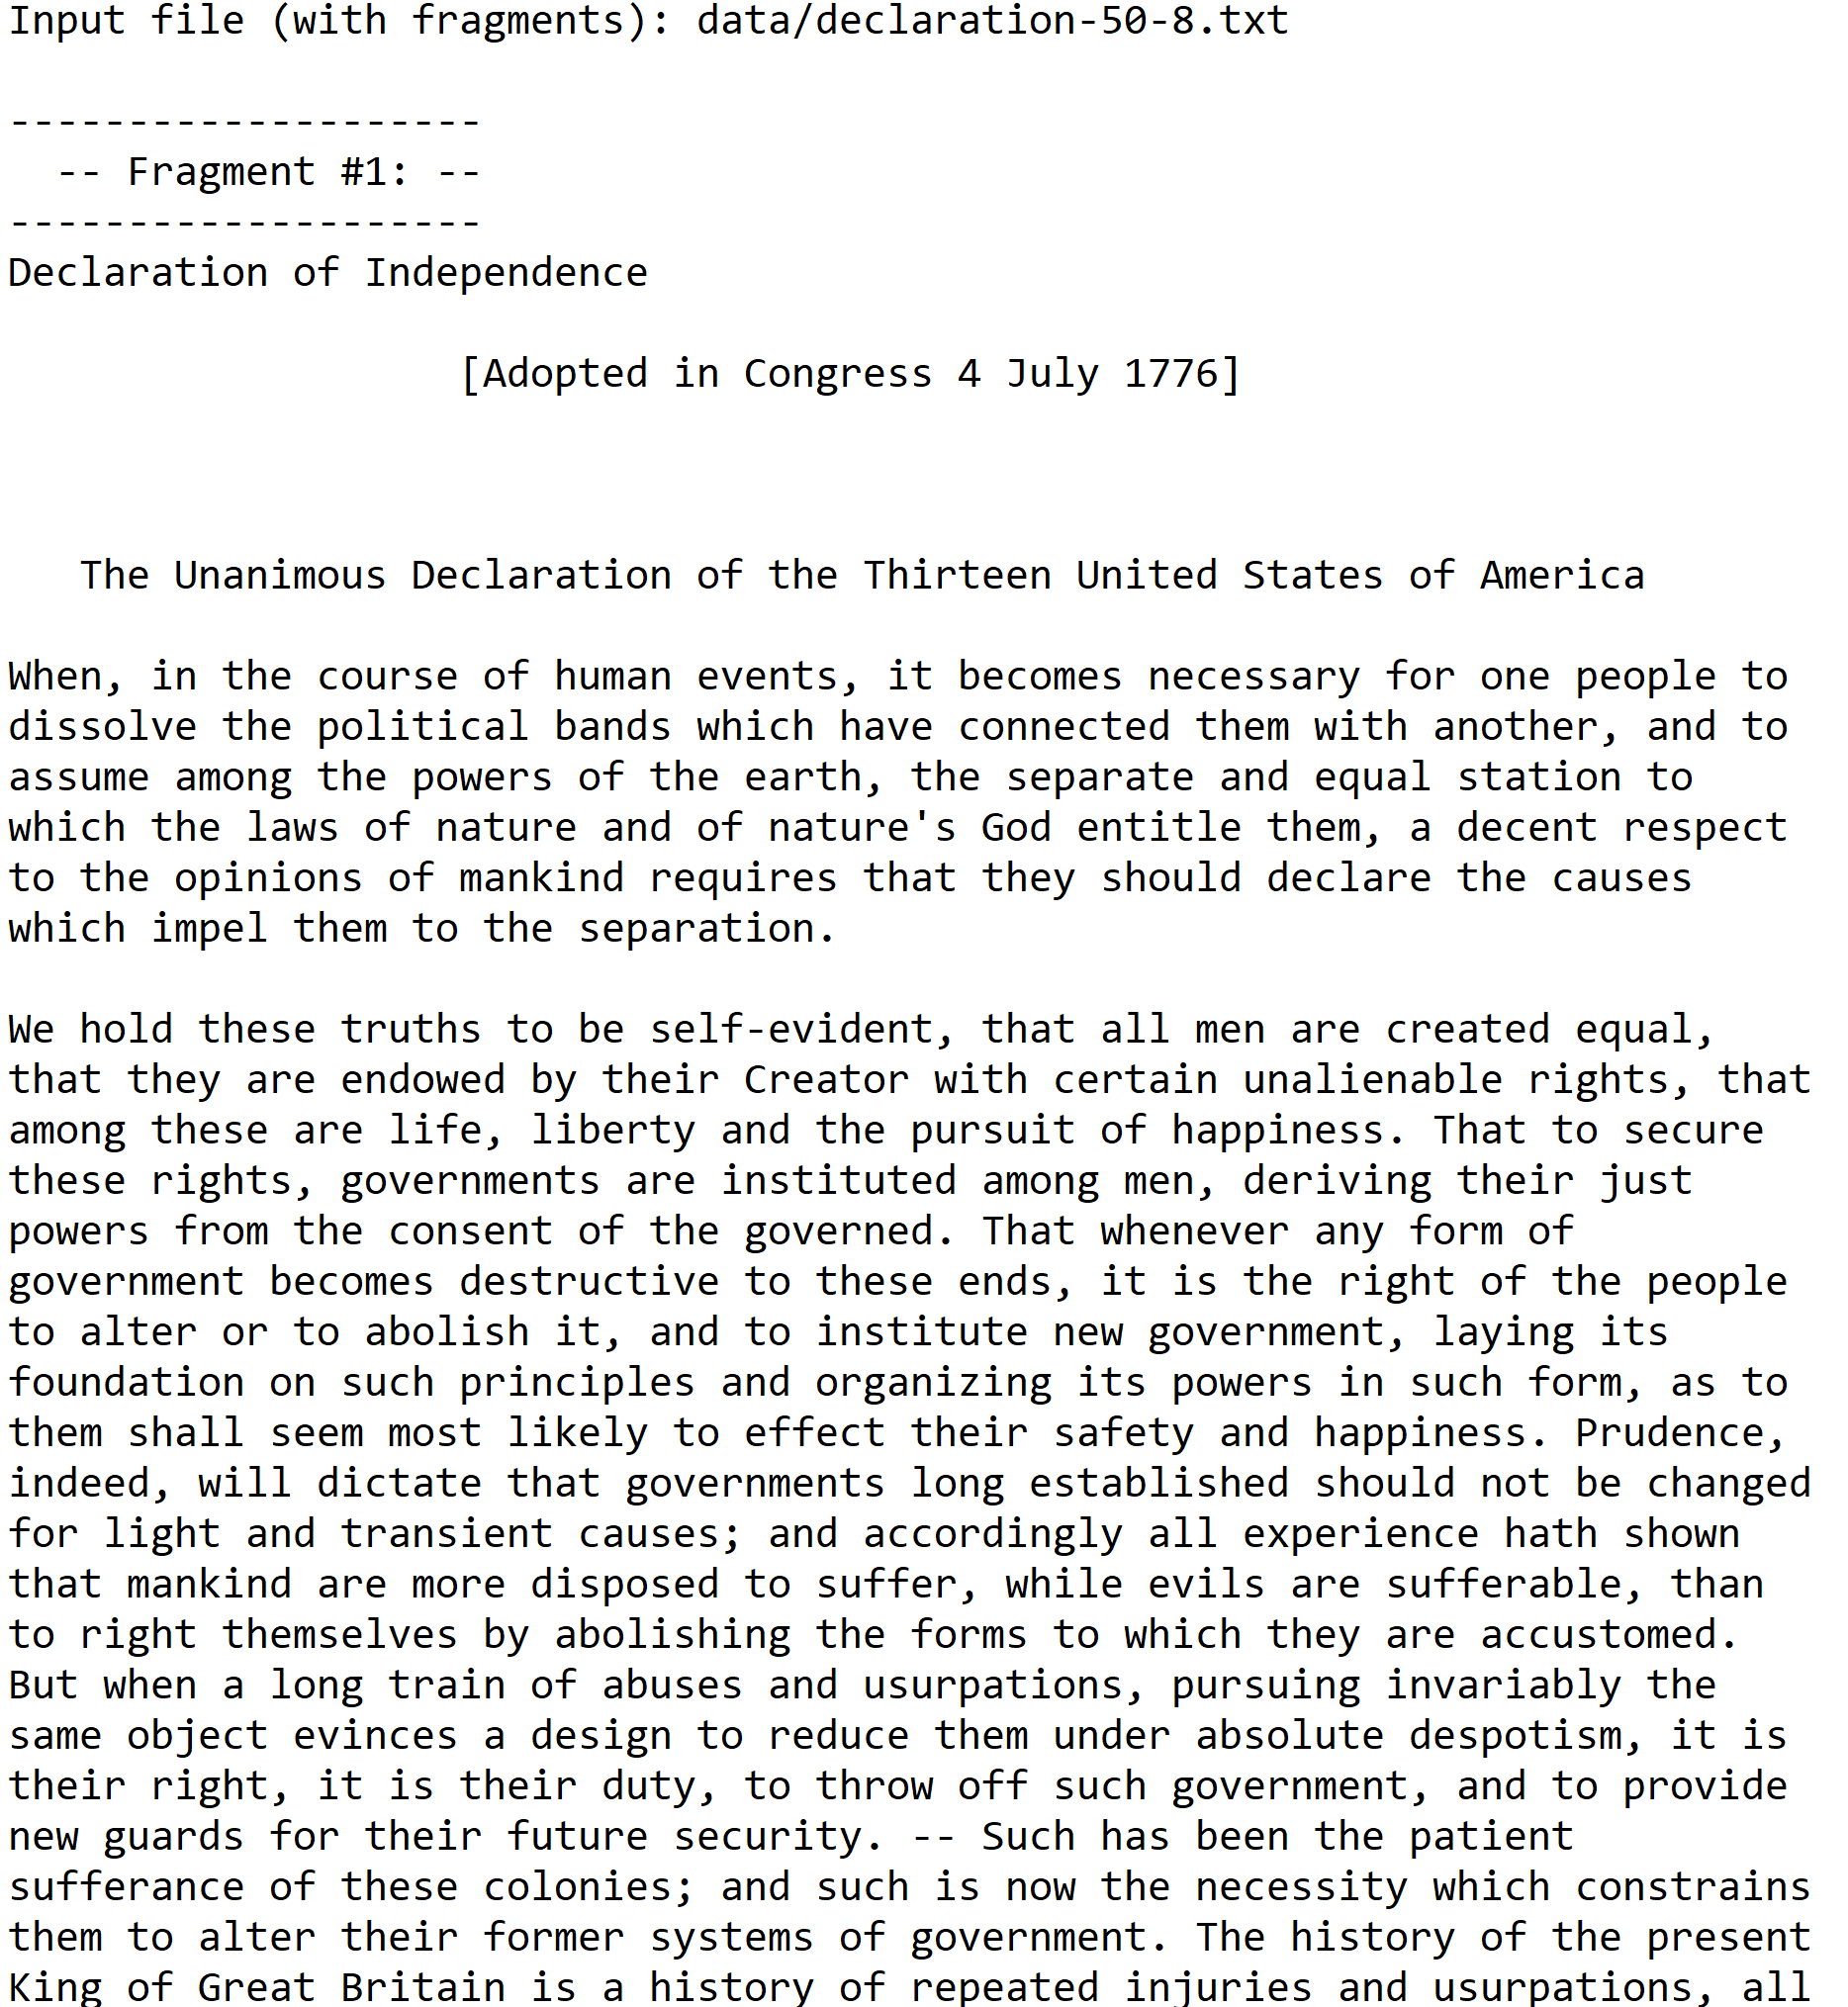 Input file (with fragments): data/declaration-50-8.txt
--------------------
  -- Fragment #1: --
--------------------
Declaration of Independence
                   [Adopted in Congress 4 July 1776]
   The Unanimous Declaration of the Thirteen United States of America
When, in the course of human events, it becomes necessary for one people to
dissolve the political bands which have connected them with another, and to
assume among the powers of the earth, the separate and equal station to
which the laws of nature and of nature's God entitle them, a decent respect
to the opinions of mankind requires that they should declare the causes
which impel them to the separation.
We hold these truths to be self-evident, that all men are created equal,
that they are endowed by their Creator with certain unalienable rights, that
among these are life, liberty and the pursuit of happiness. That to secure
these rights, governments are instituted among men, deriving their just
powers from the consent of the governed. That whenever any form of
government becomes destructive to these ends, it is the right of the people
to alter or to abolish it, and to institute new government, laying its
foundation on such principles and organizing its powers in such form, as to
them shall seem most likely to effect their safety and happiness. Prudence,
indeed, will dictate that governments long established should not be changed
for light and transient causes; and accordingly all experience hath shown
that mankind are more disposed to suffer, while evils are sufferable, than
to right themselves by abolishing the forms to which they are accustomed.
But when a long train of abuses and usurpations, pursuing invariably the
same object evinces a design to reduce them under absolute despotism, it is
their right, it is their duty, to throw off such government, and to provide
new guards for their future security. -- Such has been the patient
sufferance of these colonies; and such is now the necessity which constrains
them to alter their former systems of government. The history of the present
King of Great Britain is a history of repeated injuries and usurpations, all